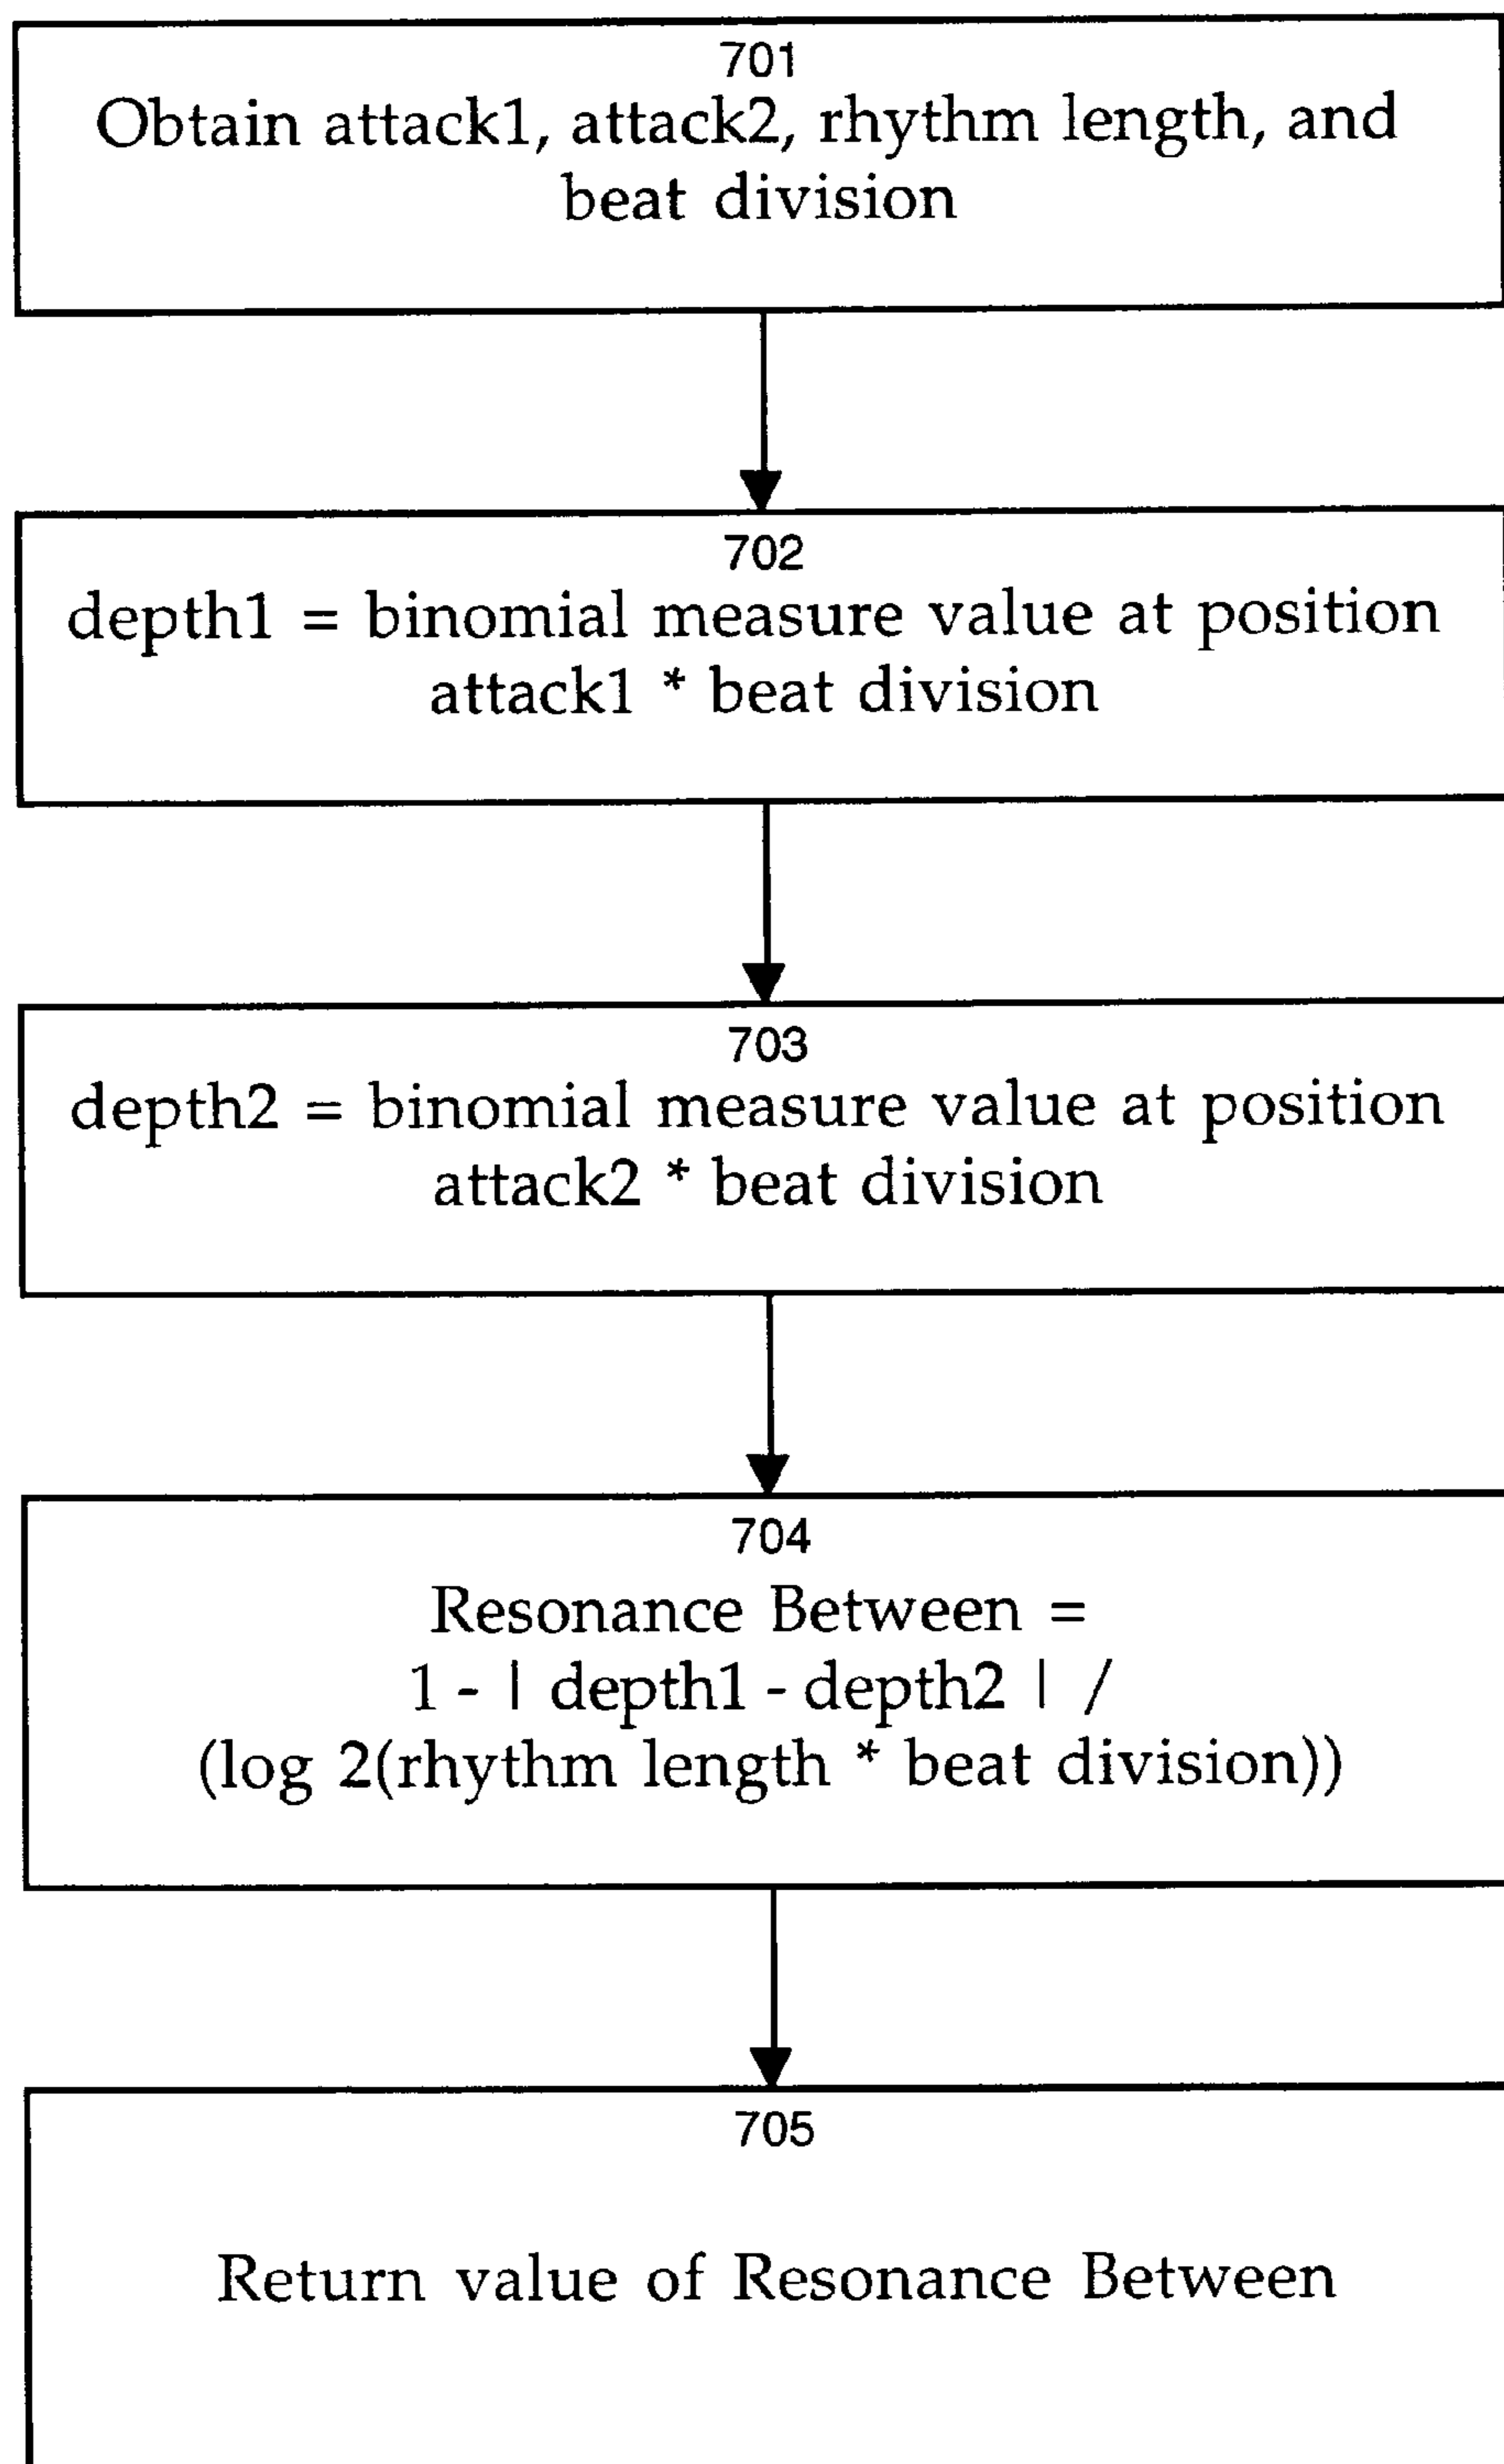 701
Obtain attack1, attack2, rhythm length, and
beat division
702
depth1 = binomial measure value at position
attack1 * beat division
703
depth2 = binomial measure value at position
attack2 * beat division
704
Resonance Between =
1 - | depth1 - depth2 | /
(log 2(rhythm length * beat division))
705
Return value of Resonance Between